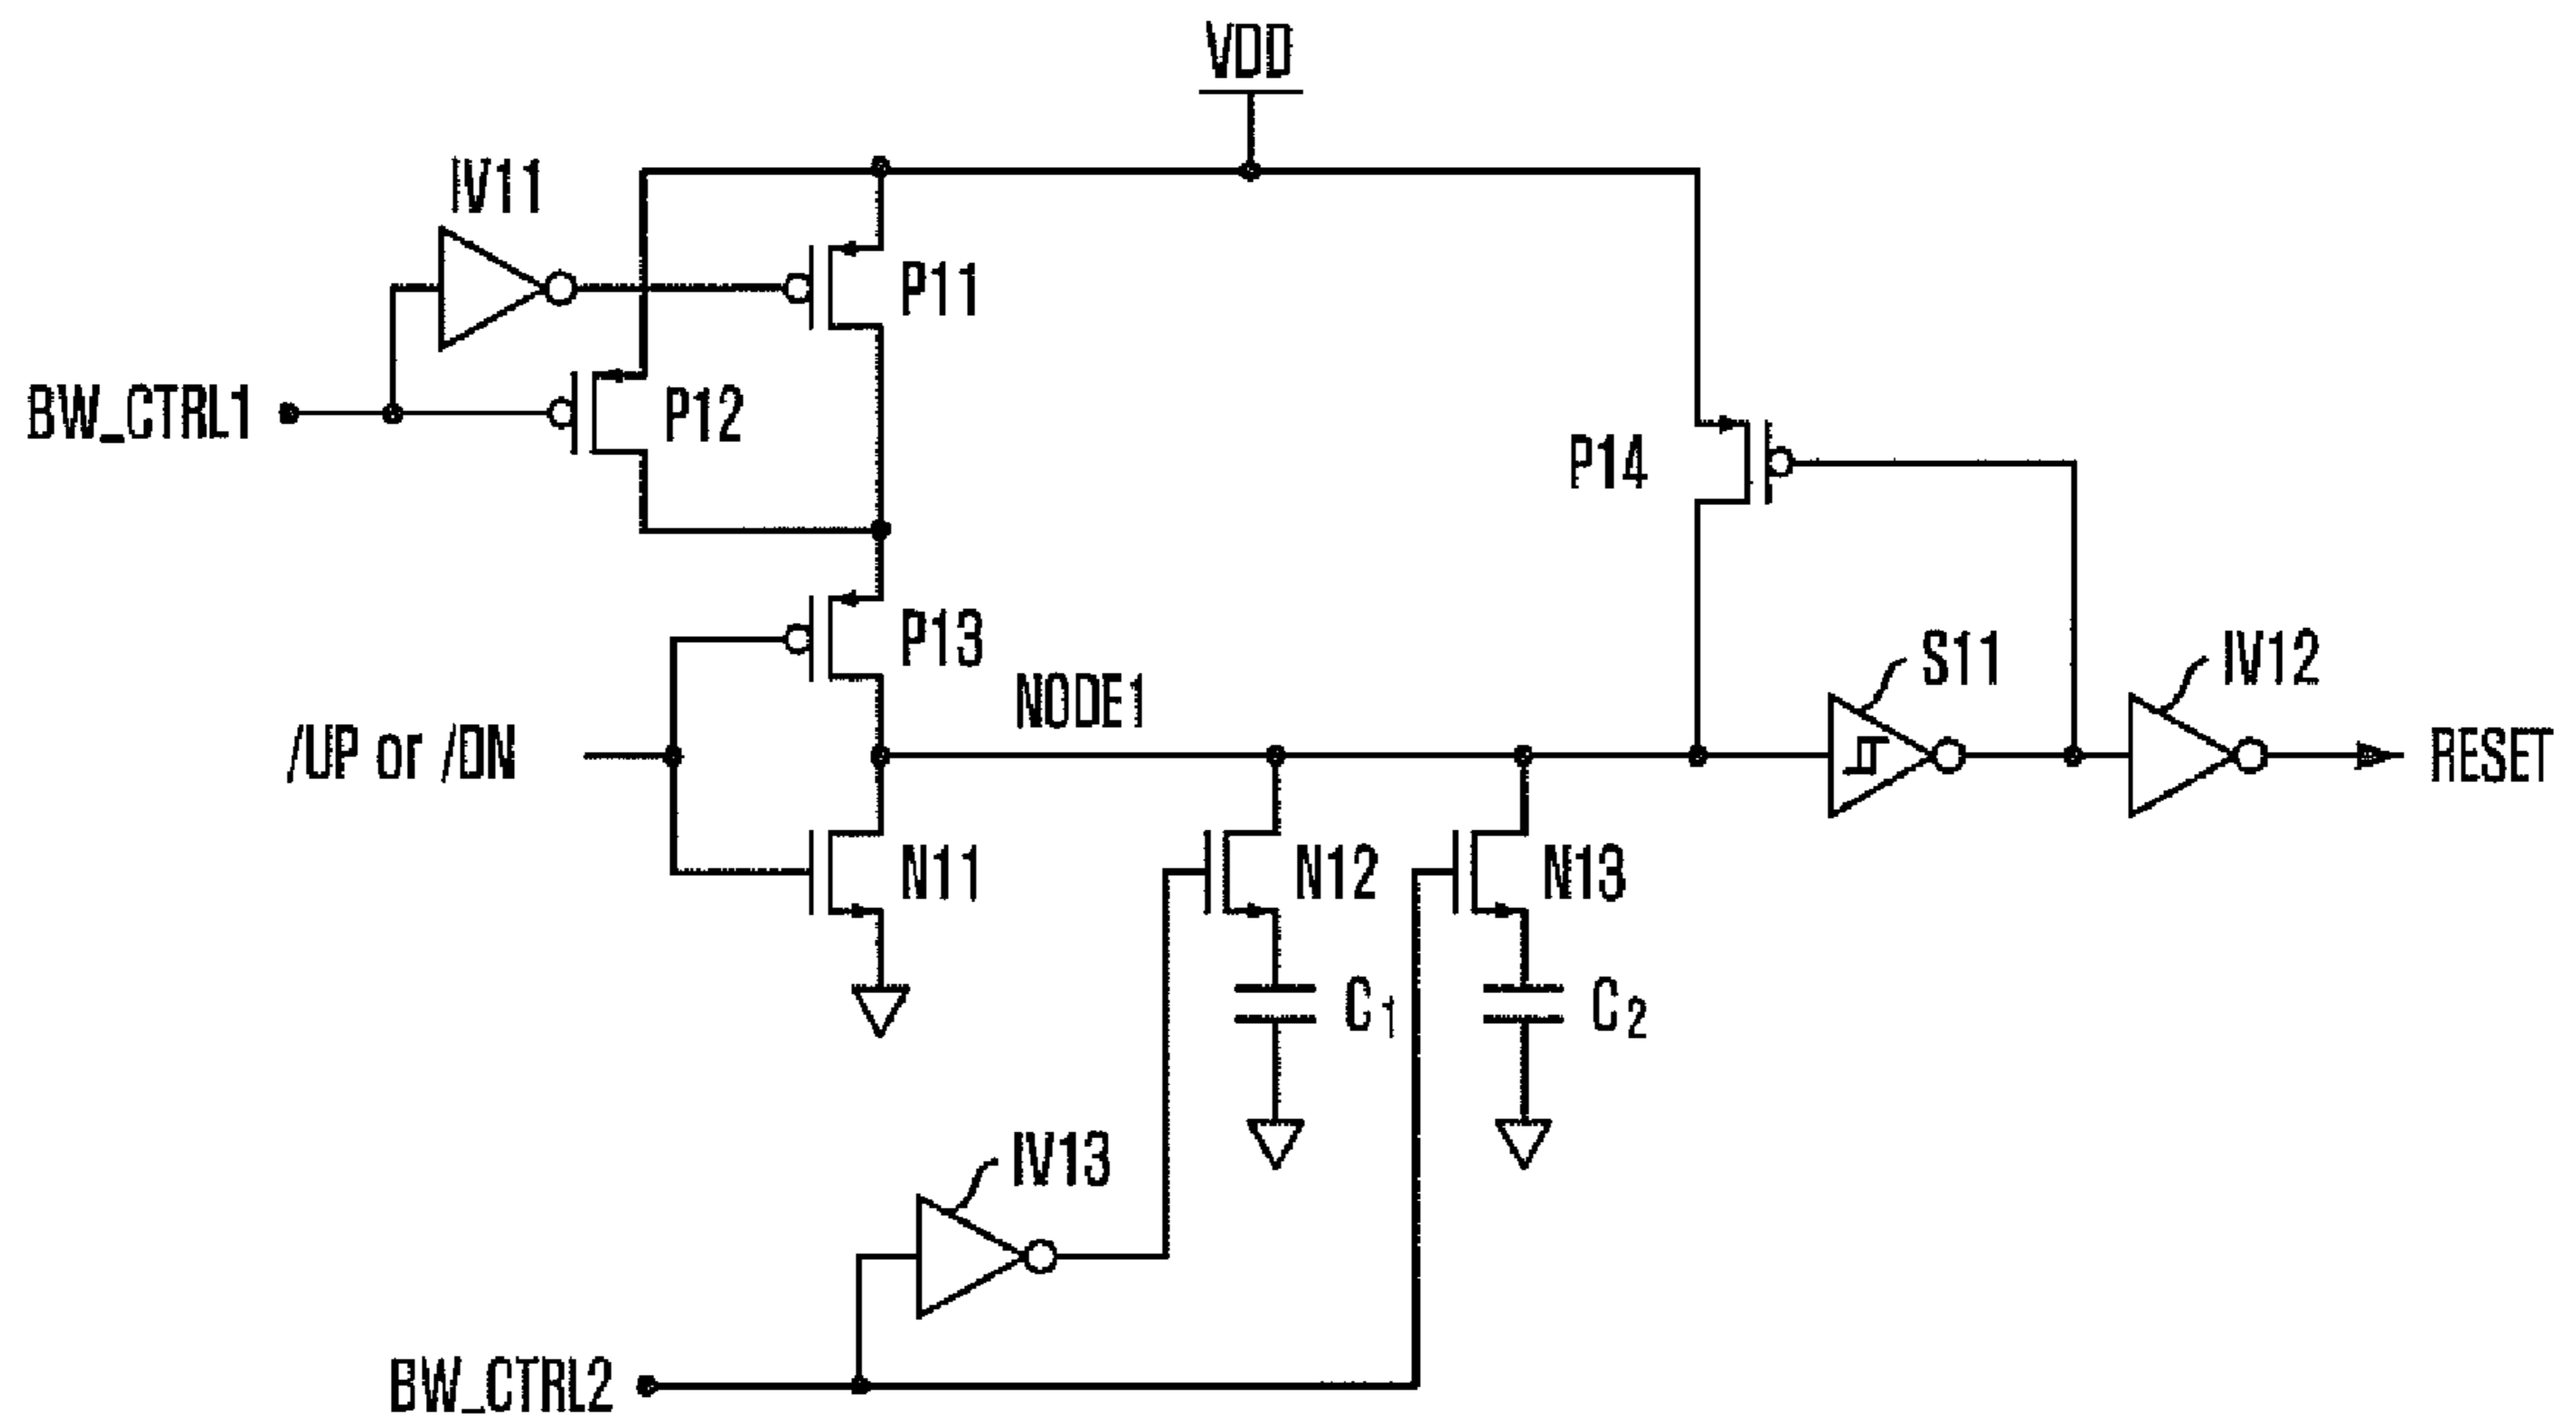 VDD
IV11
P11
BW_CTRL1
P12
P14
P13
S11
IV12
NODE1
/UP or /DN
RESET
N11
N12
N13
C1
C2
IV13
BW_CTRL2